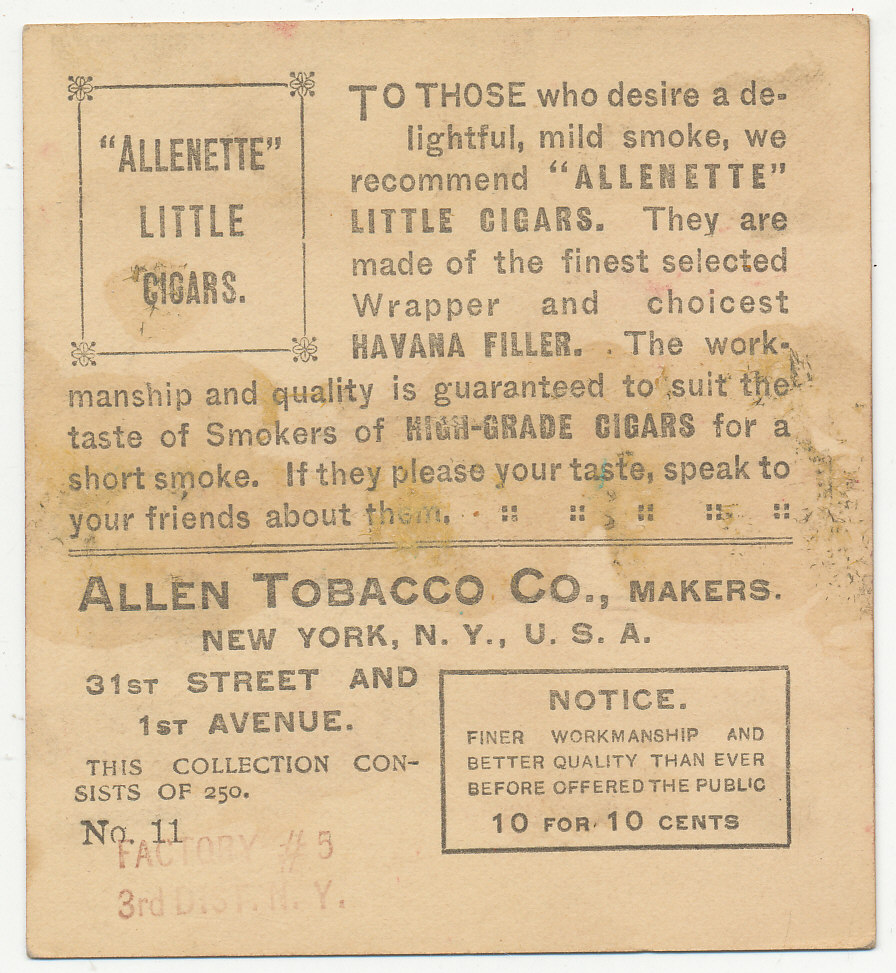 "ALLENETTE"
LITTLE
CIGARS.
TO THOSE who desire a de-
lightful, mild smoke, we
recommend "ALLENETTE"
LITTLE CIGARS. They are
made of the finest selected
Wrapper and choicest
HAVANA FILLER. The work-
manship and quality is guaranteed to suit the
taste of Smokers of HIGH-GRADE CIGARS for a
short smoke. If they please your taste, speak to
your friends about them. :: :: :: :: ::
ALLEN TOBACCO CO., MAKERS.
NEW YORK, N. Y., U. S. A.
31ST STREET AND
1ST AVENUE.
THIS COLLECTION CON-
SISTS OF 250.
No. 11
FACTORY # 5
3rd DIST. N. Y.
NOTICE.
FINER WORKMANSHIP AND
BETTER QUALITY THAN EVER
BEFORE OFFERED THE PUBLIC
10 FOR 10 CENTS